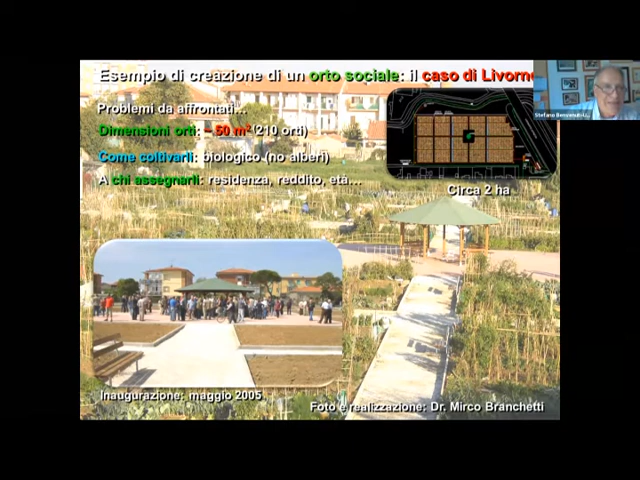 Esempio di creazione di un orto sociale: il caso di Livorno
Problemi da affrontati...
Dimensioni orti: ~ 50 m² (210 orti)
Come coltivarli: biologico (no alberi)
A chi assegnarli: residenza, reddito, età...
Circa 2 ha
Inaugurazione: maggio 2005
Foto e realizzazione: Dr. Mirco Branchetti